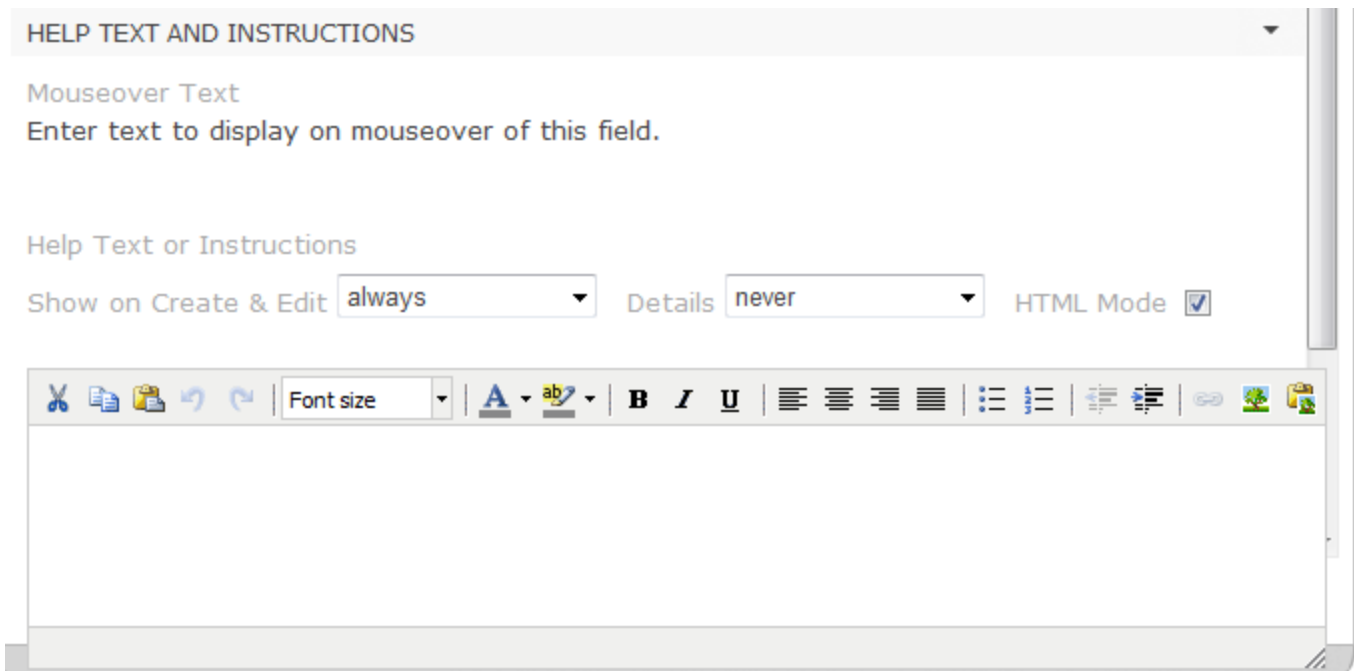 HELP TEXT AND INSTRUCTIONS
Mouseover Text
Enter text to display on mouseover of this field.
Help Text or Instructions
Show on Create & Edit always Details never HTML Mode
Font size A ab B I U